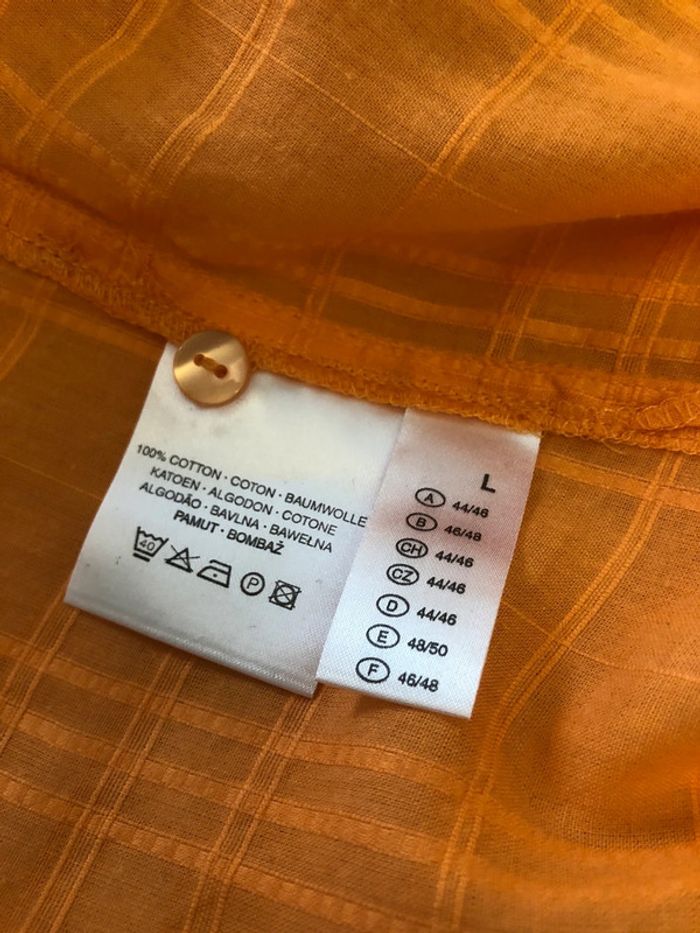 100% COTTON · COTON · BAUMWOLLE
KATOEN · ALGODON · COTONE
ALGODÃO · BAVLNA · BAWEŁNA
PAMUT · BOMBAŽ
40
P
L
A 44/46
B 46/48
CH 44/46
CZ 44/46
D 44/46
E 48/50
F 46/48